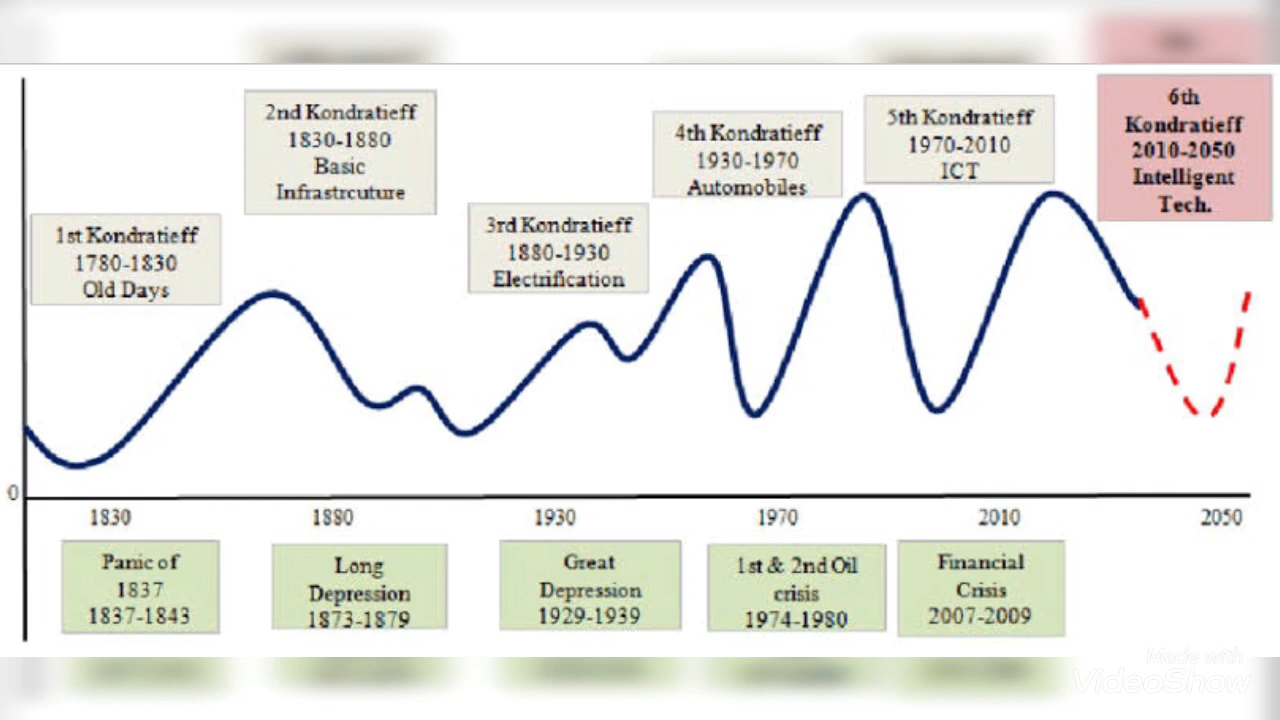 1st Kondratieff
1780-1830
Old Days
2nd Kondratieff
1830-1880
Basic
Infrastrcuture
3rd Kondratieff
1880-1930
Electrification
4th Kondratieff
1930-1970
Automobiles
5th Kondratieff
1970-2010
ICT
6th
Kondratieff
2010-2050
Intelligent
Tech.
0
1830
1880
1930
1970
2010
2050
Panic of
1837
1837-1843
Long
Depression
1873-1879
Great
Depression
1929-1939
1st & 2nd Oil
crisis
1974-1980
Financial
Crisis
2007-2009
Made with
VideoShow